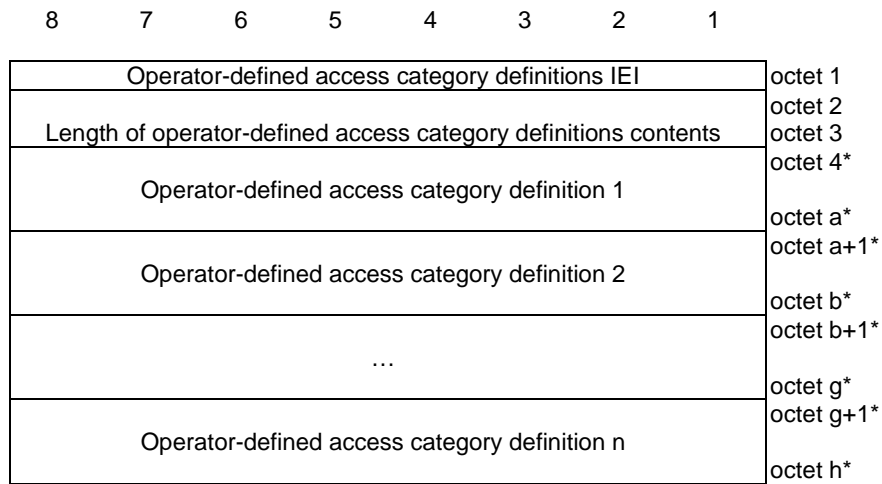 8 7 6 5 4 3 2 1
Operator-defined access category definitions IEI octet 1
octet 2
Length of operator-defined access category definitions contents octet 3
octet 4*
Operator-defined access category definition 1
octet a*
octet a+1*
Operator-defined access category definition 2
octet b*
octet b+1*
…
octet g*
octet g+1*
Operator-defined access category definition n
octet h*